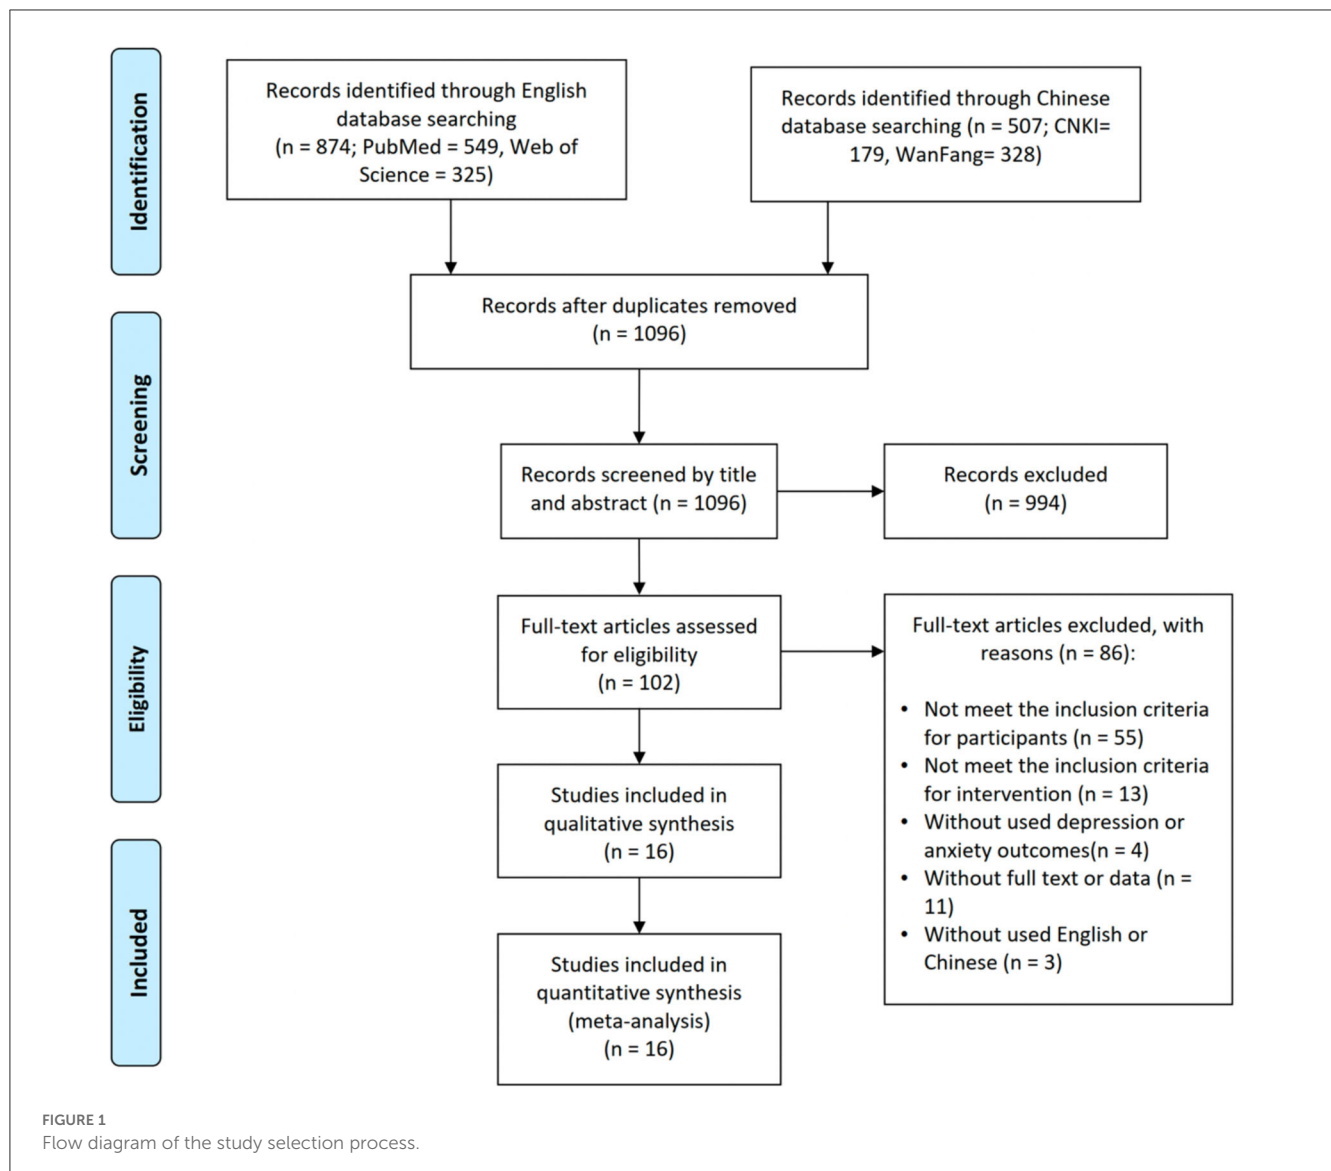 Identification
Records identified through English
database searching
(n = 874; PubMed = 549, Web of
Science = 325)
Records identified through Chinese
database searching (n = 507; CNKI=
179, WanFang= 328)
Records after duplicates removed
(n = 1096)
Screening
Records screened by title
and abstract (n = 1096)
Records excluded
(n = 994)
Eligibility
Full-text articles assessed
for eligibility
(n = 102)
Full-text articles excluded, with
reasons (n = 86):
• Not meet the inclusion criteria
for participants (n = 55)
• Not meet the inclusion criteria
for intervention (n = 13)
• Without used depression or
anxiety outcomes(n = 4)
• Without full text or data (n =
11)
• Without used English or
Chinese (n = 3)
Studies included in
qualitative synthesis
(n = 16)
Included
Studies included in
quantitative synthesis
(meta-analysis)
(n = 16)
FIGURE 1
Flow diagram of the study selection process.